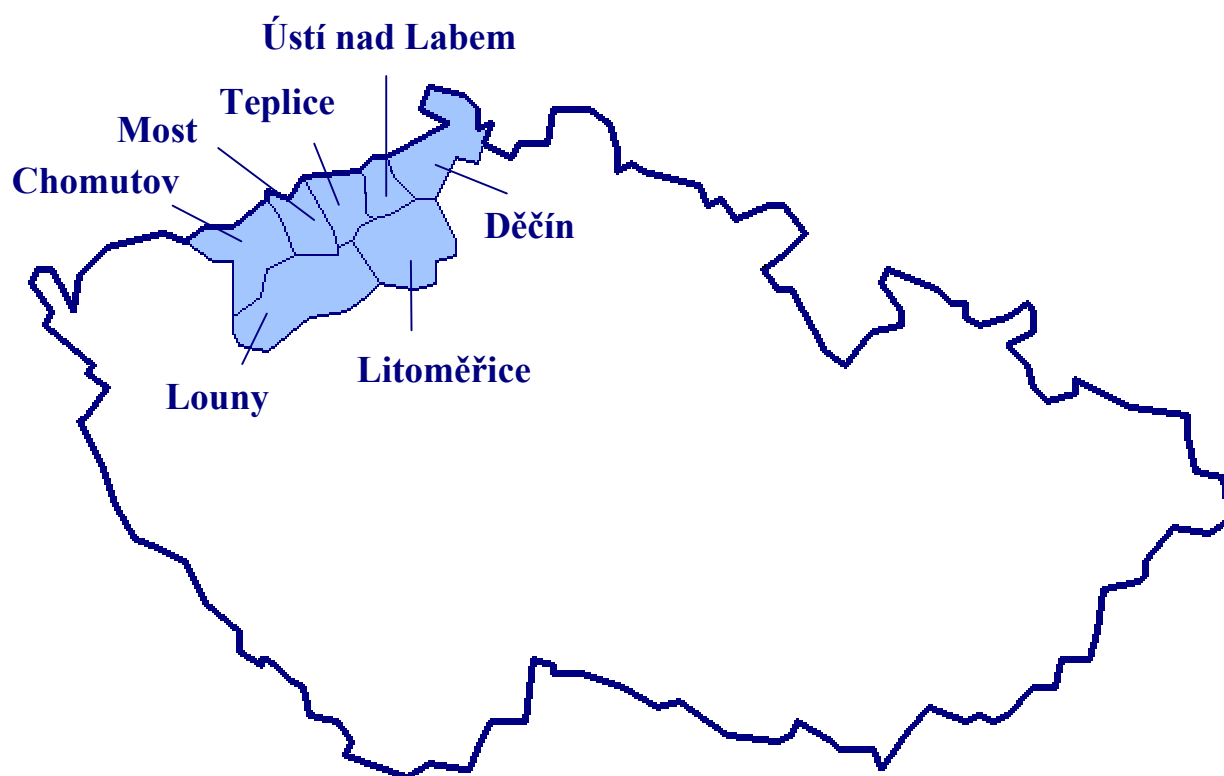 Ústí nad Labem
Teplice
Most
Chomutov
Děčín
Litoměřice
Louny